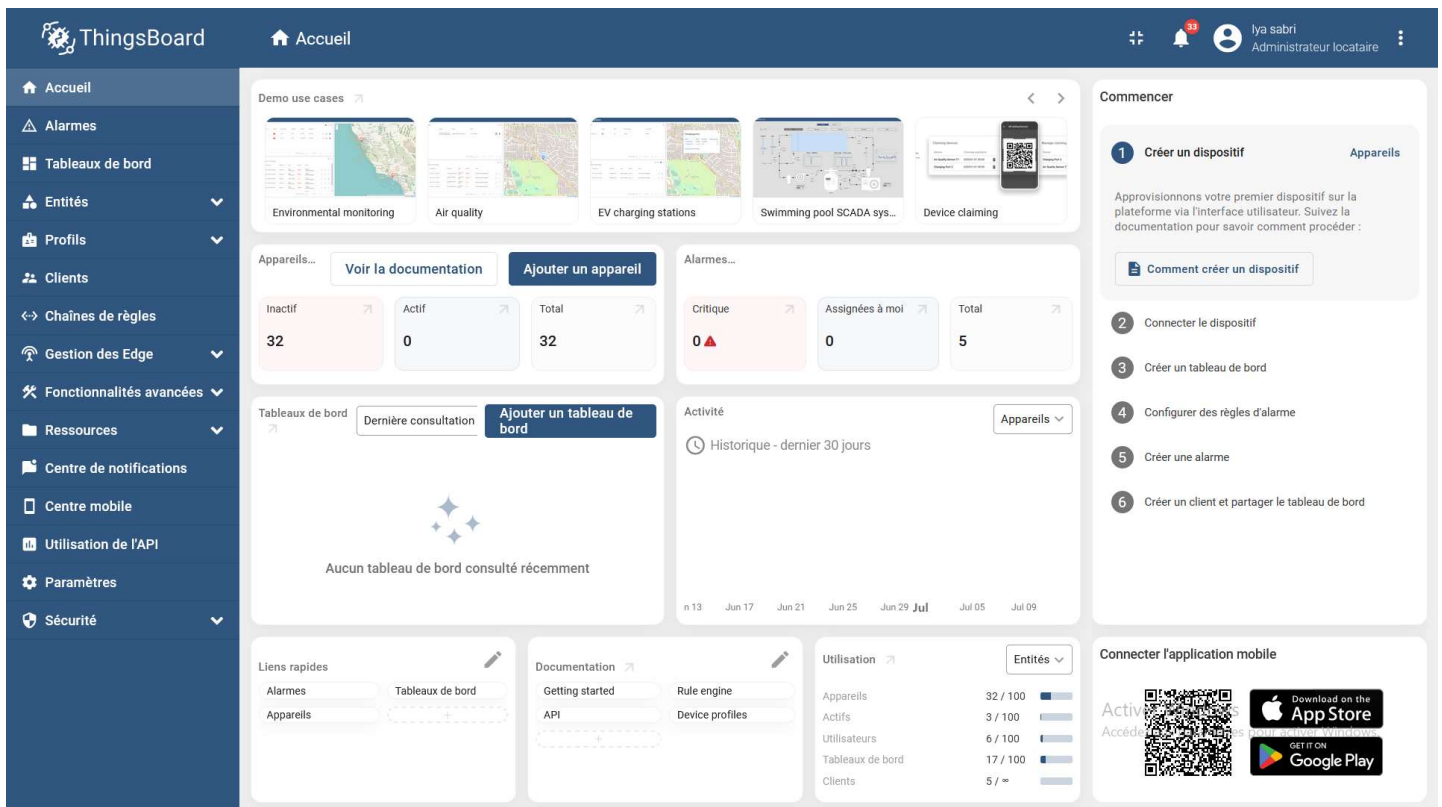 ThingsBoard
Accueil
33
lya sabri
Administrateur locataire
Accueil
Alarmes
Tableaux de bord
Entités
Profils
Clients
Chaînes de règles
Gestion des Edge
Fonctionnalités avancées
Ressources
Centre de notifications
Centre mobile
Utilisation de l'API
Paramètres
Sécurité
Demo use cases
Environmental monitoring
Air quality
EV charging stations
Swimming pool SCADA sys...
Device claiming
Appareils...
Voir la documentation
Ajouter un appareil
Inactif
32
Actif
0
Total
32
Alarmes...
Critique
0
Assignées à moi
0
Total
5
Tableaux de bord
Dernière consultation
Ajouter un tableau de
bord
Aucun tableau de bord consulté récemment
Activité
Appareils
Historique - dernier 30 jours
n 13 Jun 17 Jun 21 Jun 25 Jun 29 Jul Jul 05 Jul 09
Liens rapides
Alarmes
Tableaux de bord
Appareils
+
Documentation
Getting started
Rule engine
API
Device profiles
+
Utilisation
Entités
Appareils 32 / 100
Actifs 3 / 100
Utilisateurs 6 / 100
Tableaux de bord 17 / 100
Clients 5 / ∞
Commencer
1 Créer un dispositif
Appareils
Approvisionnons votre premier dispositif sur la
plateforme via l'interface utilisateur. Suivez la
documentation pour savoir comment procéder :
Comment créer un dispositif
2 Connecter le dispositif
3 Créer un tableau de bord
4 Configurer des règles d'alarme
5 Créer une alarme
6 Créer un client et partager le tableau de bord
Connecter l'application mobile
Download on the
App Store
GET IT ON
Google Play
pour activer Windows.